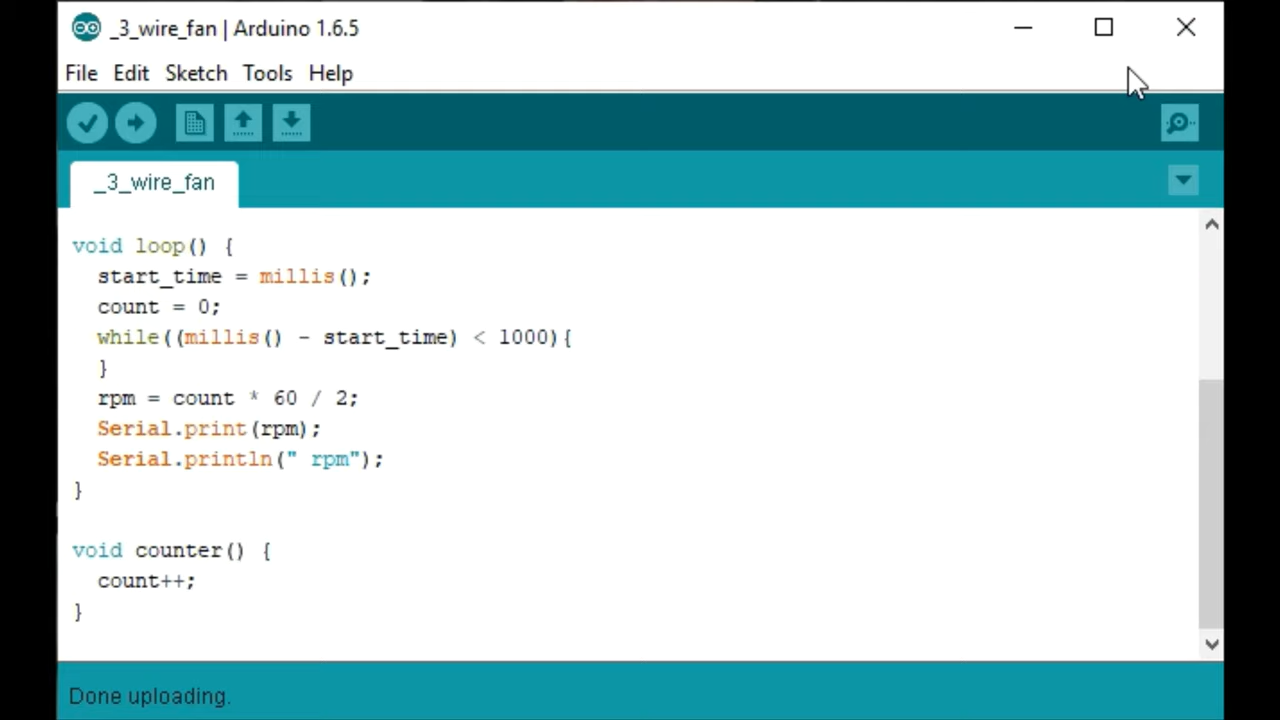 _3_wire_fan | Arduino 1.6.5
File Edit Sketch Tools Help
_3_wire_fan
void loop() {
  start_time = millis();
  count = 0;
  while((millis() - start_time) < 1000){
  }
  rpm = count * 60 / 2;
  Serial.print(rpm);
  Serial.println(" rpm");
}
void counter() {
  count++;
}
Done uploading.